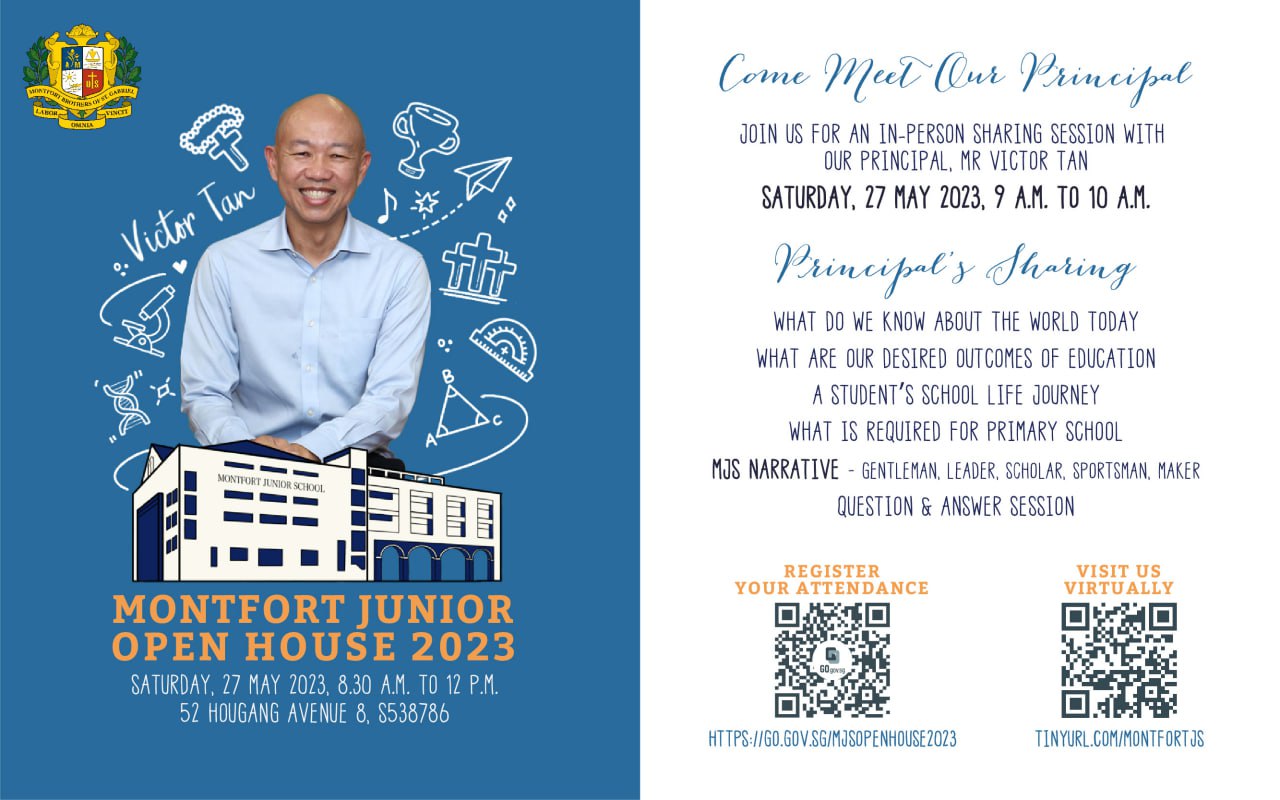 MONTFORT BROTHERS OF ST. GABRIEL
LABOR OMNIA VINCIT
Victor Tan
A B C
MONTFORT JUNIOR SCHOOL
MONTFORT JUNIOR
OPEN HOUSE 2023
SATURDAY, 27 MAY 2023, 8.30 A.M. TO 12 P.M.
52 HOUGANG AVENUE 8, S538786
Come Meet Our Principal
JOIN US FOR AN IN-PERSON SHARING SESSION WITH
OUR PRINCIPAL, MR VICTOR TAN
SATURDAY, 27 MAY 2023, 9 A.M. TO 10 A.M.
Principal's Sharing
WHAT DO WE KNOW ABOUT THE WORLD TODAY
WHAT ARE OUR DESIRED OUTCOMES OF EDUCATION
A STUDENT'S SCHOOL LIFE JOURNEY
WHAT IS REQUIRED FOR PRIMARY SCHOOL
MJS NARRATIVE - GENTLEMAN, LEADER, SCHOLAR, SPORTSMAN, MAKER
QUESTION & ANSWER SESSION
REGISTER
YOUR ATTENDANCE
GO.gov.sg
HTTPS://GO.GOV.SG/MJSOPENHOUSE2023
VISIT US
VIRTUALLY
TINYURL.COM/MONTFORTJS